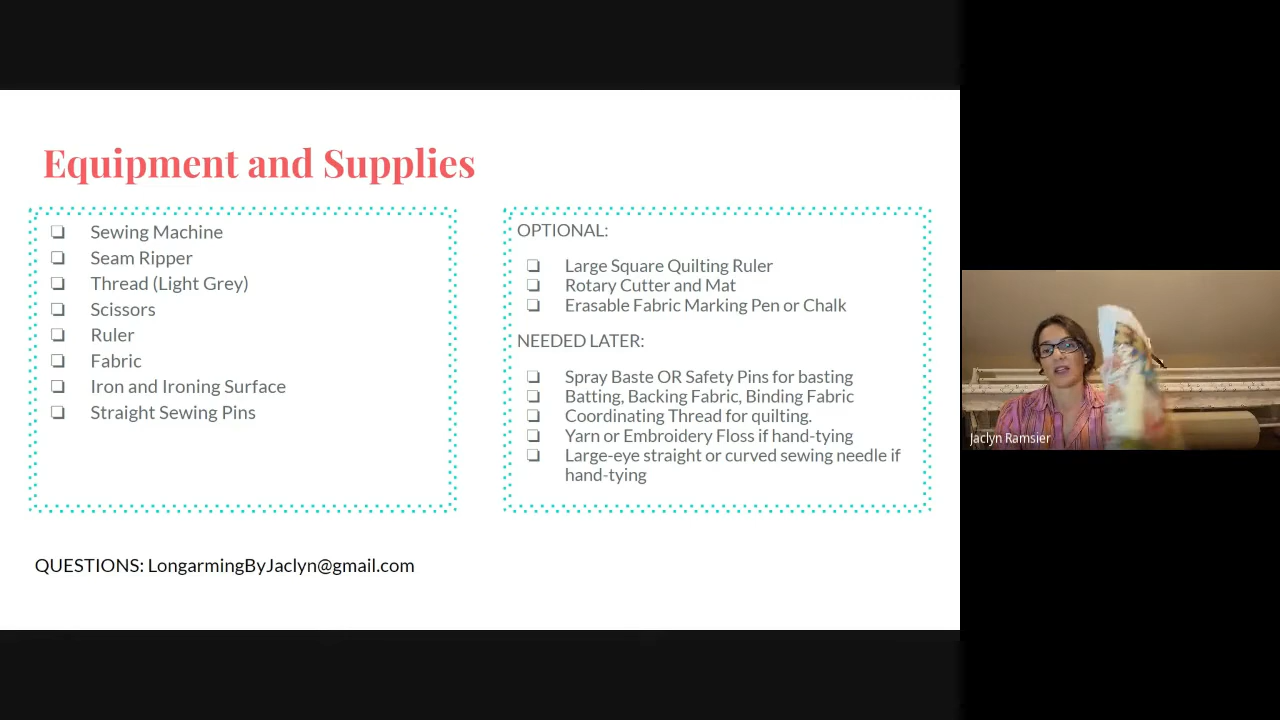 Equipment and Supplies
❏ Sewing Machine
❏ Seam Ripper
❏ Thread (Light Grey)
❏ Scissors
❏ Ruler
❏ Fabric
❏ Iron and Ironing Surface
❏ Straight Sewing Pins
OPTIONAL:
❏ Large Square Quilting Ruler
❏ Rotary Cutter and Mat
❏ Erasable Fabric Marking Pen or Chalk
NEEDED LATER:
❏ Spray Baste OR Safety Pins for basting
❏ Batting, Backing Fabric, Binding Fabric
❏ Coordinating Thread for quilting.
❏ Yarn or Embroidery Floss if hand-tying
❏ Large-eye straight or curved sewing needle if
hand-tying
QUESTIONS: LongarmingByJaclyn@gmail.com
Jaclyn Ramsier